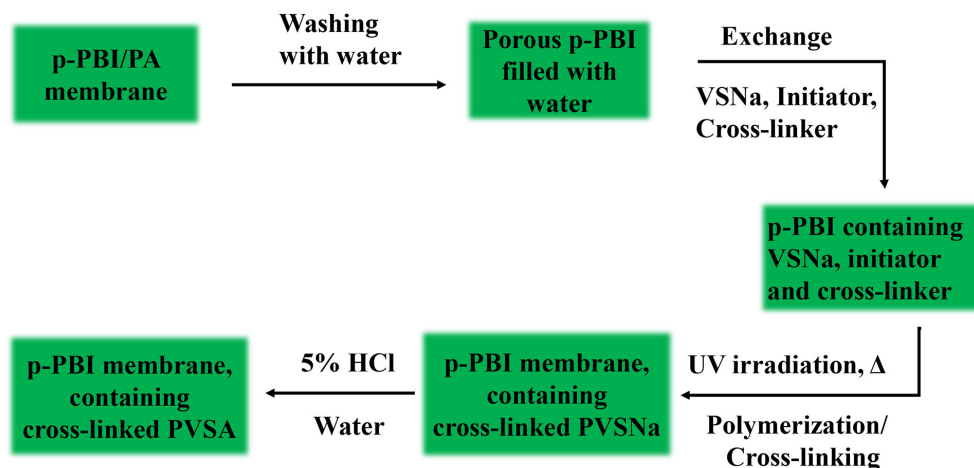 p-PBI/PA
membrane
Washing
with water
Porous p-PBI
filled with
water
Exchange
VSNa, Initiator,
Cross-linker
p-PBI containing
VSNa, initiator
and cross-linker
UV irradiation, Δ
Polymerization/
Cross-linking
p-PBI membrane,
containing
cross-linked PVSNa
5% HCl
Water
p-PBI membrane,
containing
cross-linked PVSA